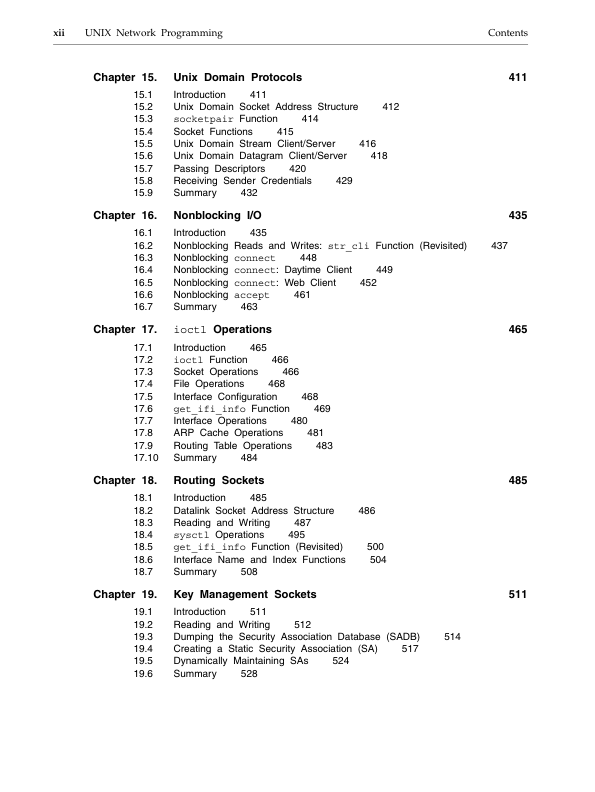 xii UNIX Network Programming Contents
Chapter 15. Unix Domain Protocols 411
15.1 Introduction 411
15.2 Unix Domain Socket Address Structure 412
15.3 socketpair Function 414
15.4 Socket Functions 415
15.5 Unix Domain Stream Client/Server 416
15.6 Unix Domain Datagram Client/Server 418
15.7 Passing Descriptors 420
15.8 Receiving Sender Credentials 429
15.9 Summary 432
Chapter 16. Nonblocking I/O 435
16.1 Introduction 435
16.2 Nonblocking Reads and Writes: str_cli Function (Revisited) 437
16.3 Nonblocking connect 448
16.4 Nonblocking connect: Daytime Client 449
16.5 Nonblocking connect: Web Client 452
16.6 Nonblocking accept 461
16.7 Summary 463
Chapter 17. ioctl Operations 465
17.1 Introduction 465
17.2 ioctl Function 466
17.3 Socket Operations 466
17.4 File Operations 468
17.5 Interface Configuration 468
17.6 get_ifi_info Function 469
17.7 Interface Operations 480
17.8 ARP Cache Operations 481
17.9 Routing Table Operations 483
17.10 Summary 484
Chapter 18. Routing Sockets 485
18.1 Introduction 485
18.2 Datalink Socket Address Structure 486
18.3 Reading and Writing 487
18.4 sysctl Operations 495
18.5 get_ifi_info Function (Revisited) 500
18.6 Interface Name and Index Functions 504
18.7 Summary 508
Chapter 19. Key Management Sockets 511
19.1 Introduction 511
19.2 Reading and Writing 512
19.3 Dumping the Security Association Database (SADB) 514
19.4 Creating a Static Security Association (SA) 517
19.5 Dynamically Maintaining SAs 524
19.6 Summary 528